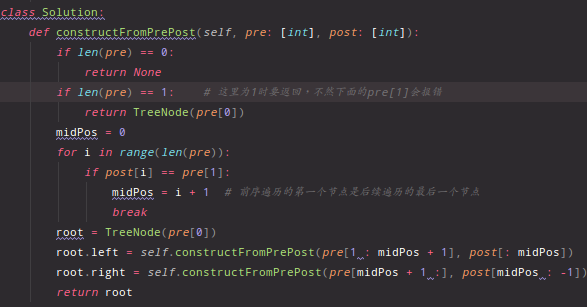 class Solution:
    def constructFromPrePost(self, pre: [int], post: [int]):
        if len(pre) == 0:
            return None
        if len(pre) == 1:    # 这里为1时要返回，不然下面的pre[1]会报错
            return TreeNode(pre[0])
        midPos = 0
        for i in range(len(pre)):
            if post[i] == pre[1]:
                midPos = i + 1  # 前序遍历的第一个节点是后续遍历的最后一个节点
                break
        root = TreeNode(pre[0])
        root.left = self.constructFromPrePost(pre[1 : midPos + 1], post[: midPos])
        root.right = self.constructFromPrePost(pre[midPos + 1 :], post[midPos : -1])
        return root